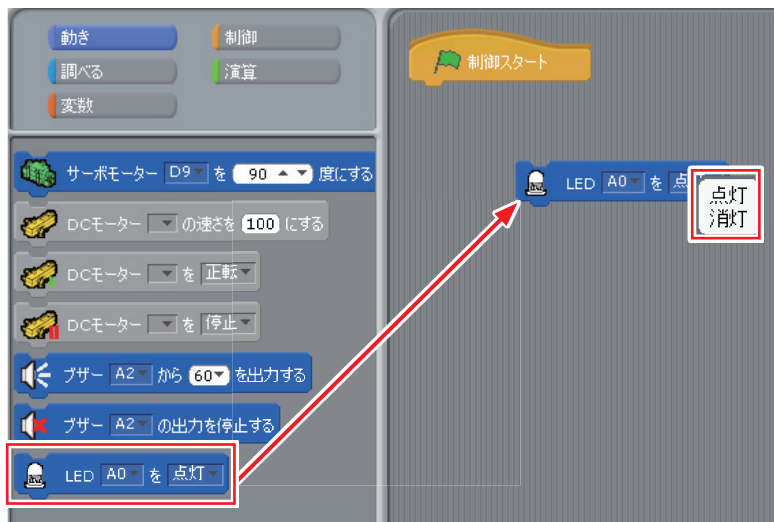 動き
制御
調べる
演算
変数
サーボモーター D9 を 90 度にする
DCモーター の速さを 100 にする
DCモーター を 正転
DCモーター を 停止
ブザー A2 から 60 を出力する
ブザー A2 の出力を停止する
LED A0 を 点灯
制御スタート
LED A0 を 点
点灯
消灯